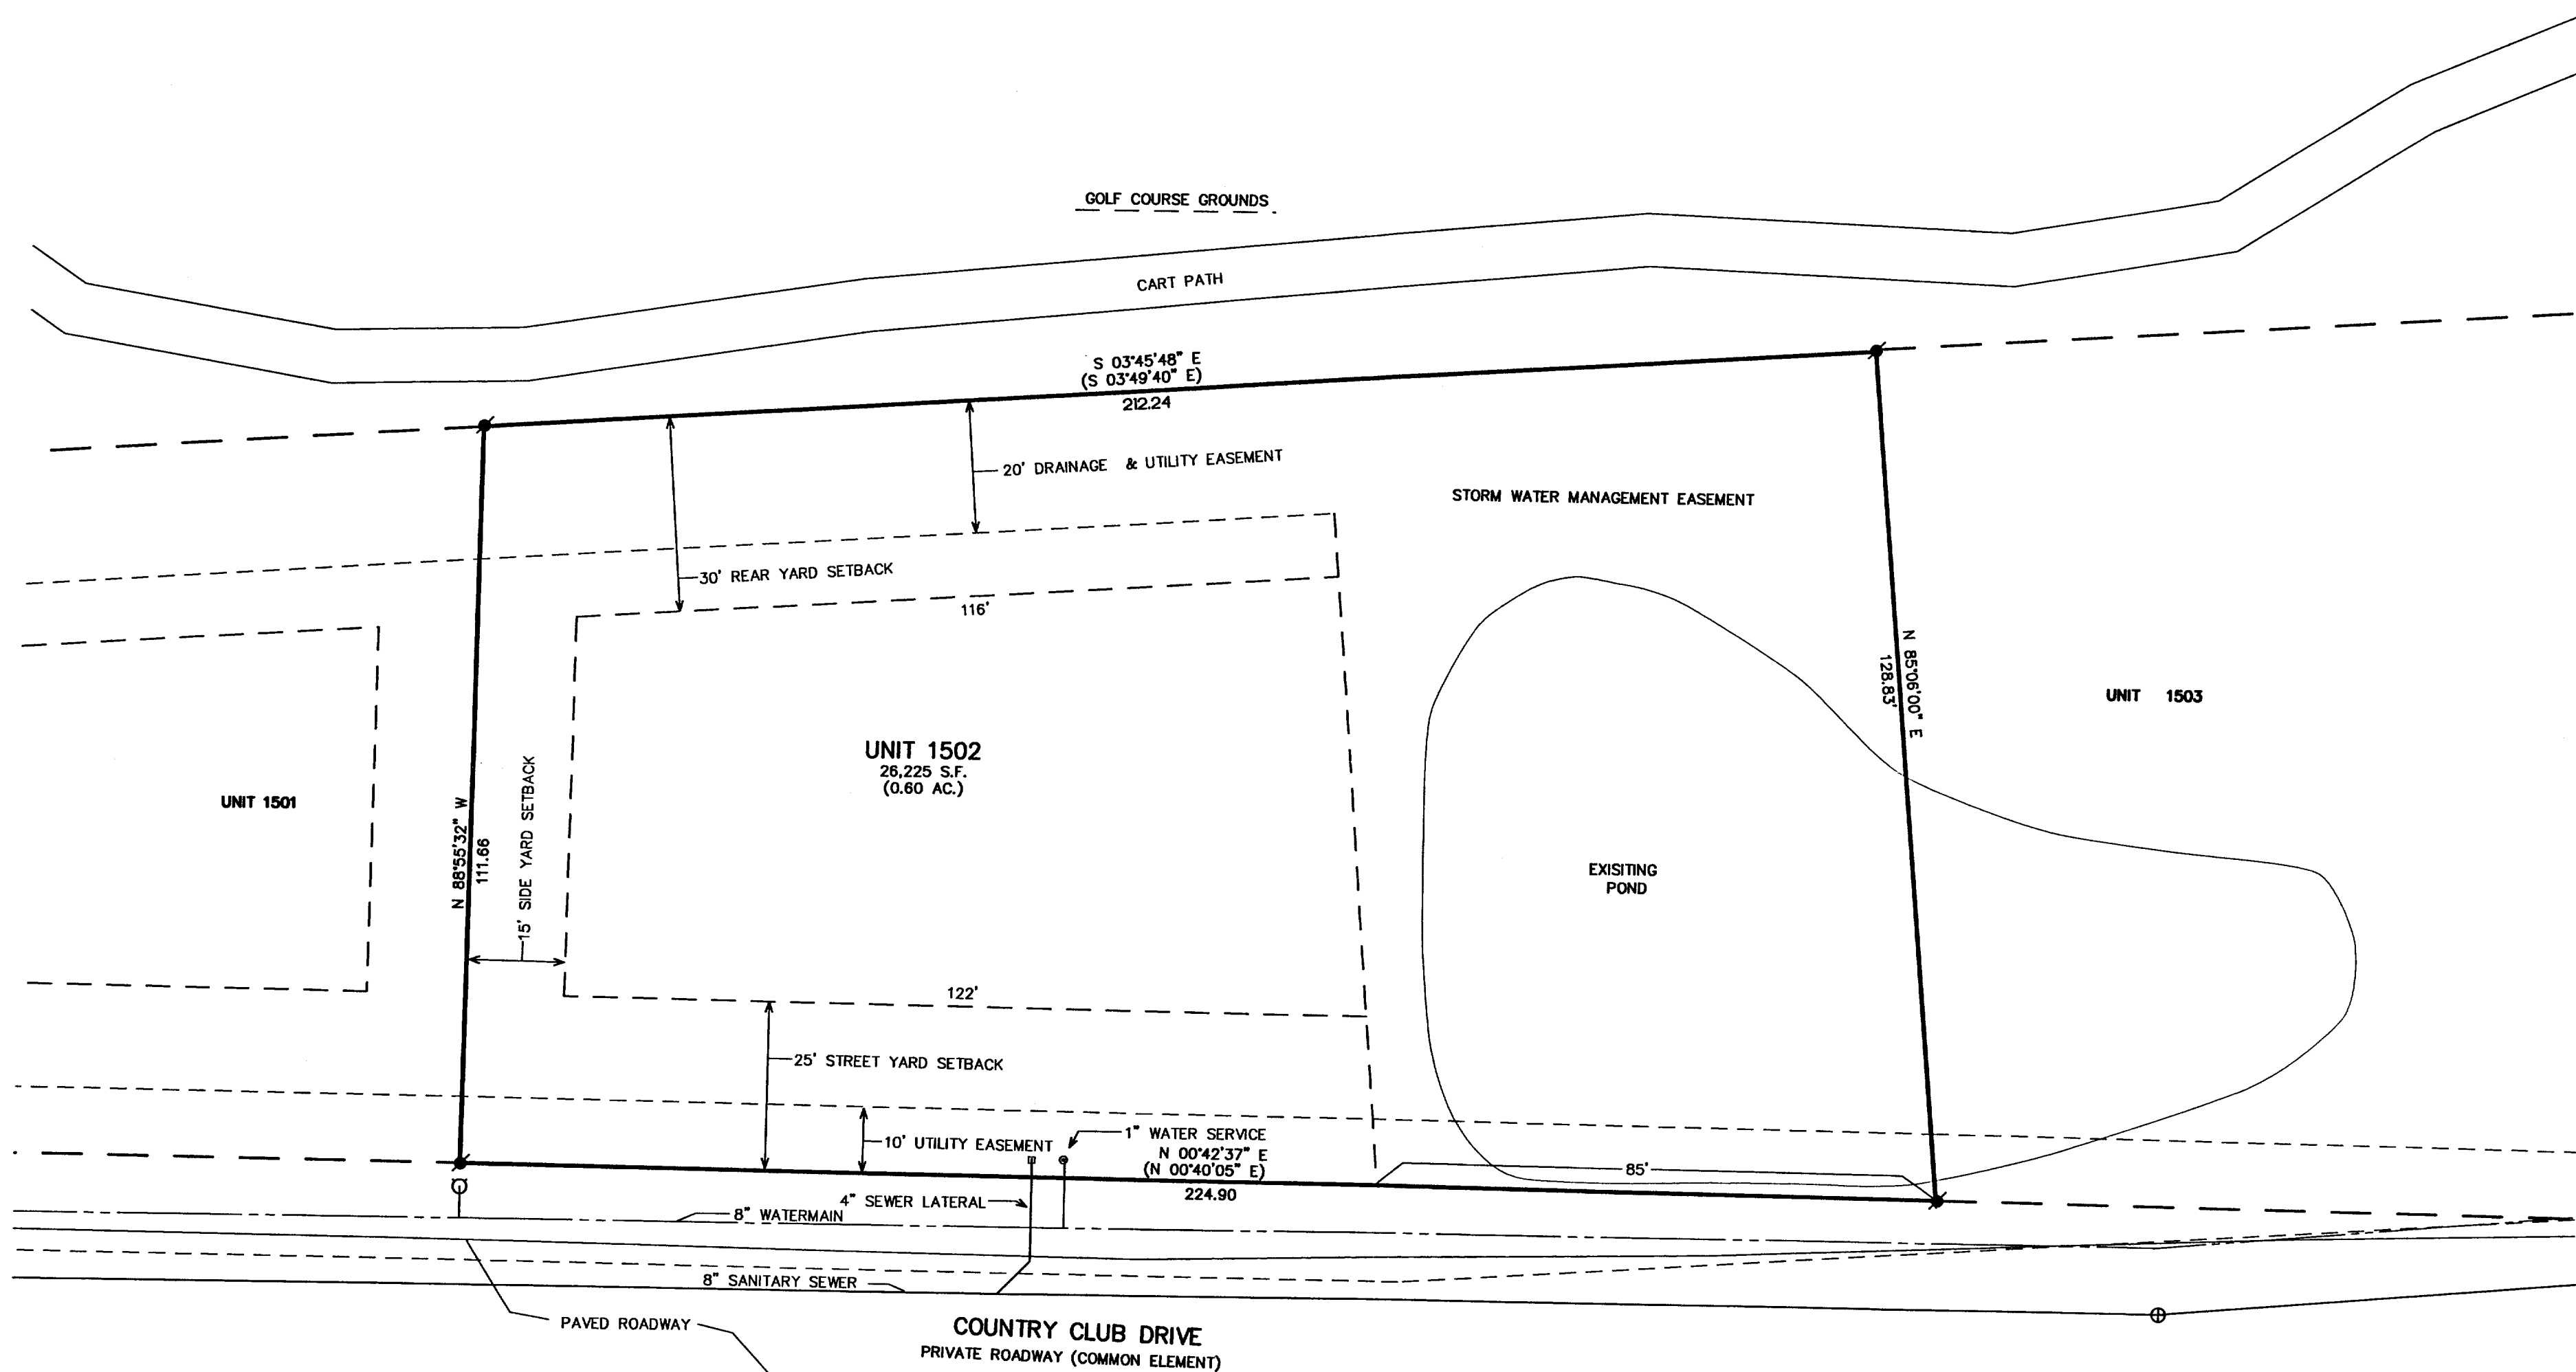 GOLF COURSE GROUNDS
CART PATH
S 03°45'48" E
(S 03°49'40" E)
212.24
20' DRAINAGE & UTILITY EASEMENT
STORM WATER MANAGEMENT EASEMENT
30' REAR YARD SETBACK
116'
N 85°06'00" E
128.83'
UNIT 1503
UNIT 1502
26,225 S.F.
(0.60 AC.)
UNIT 1501
N 88°55'32" W
111.66
15' SIDE YARD SETBACK
EXISITING
POND
122'
25' STREET YARD SETBACK
10' UTILITY EASEMENT
1" WATER SERVICE
N 00°42'37" E
(N 00°40'05" E)
224.90
85'
4" SEWER LATERAL
8" WATERMAIN
8" SANITARY SEWER
PAVED ROADWAY
COUNTRY CLUB DRIVE
PRIVATE ROADWAY (COMMON ELEMENT)